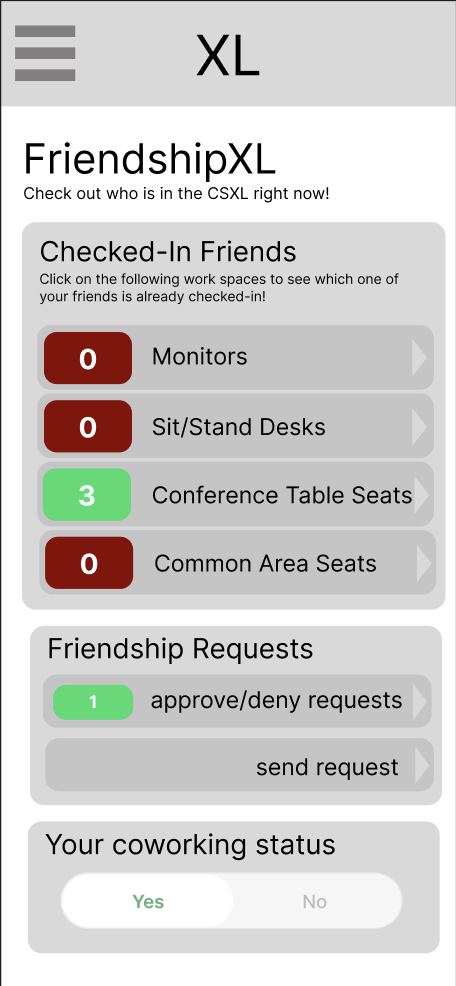 XL
FriendshipXL
Check out who is in the CSXL right now!
Checked-In Friends
Click on the following work spaces to see which one of
your friends is already checked-in!
0 Monitors
0 Sit/Stand Desks
3 Conference Table Seats
0 Common Area Seats
Friendship Requests
1 approve/deny requests
send request
Your coworking status
Yes No